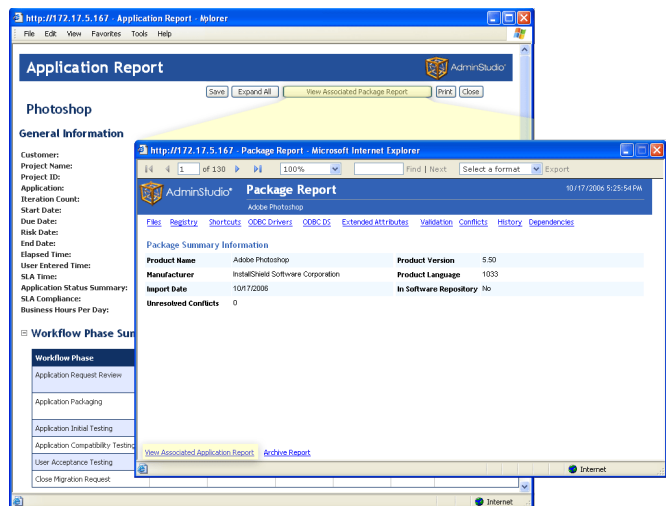 http://172.17.5.167 - Application Report - Mplorer
File Edit View Favorites Tools Help
Application Report
AdminStudio
Save Expand All View Associated Package Report Print Close
Photoshop
General Information
Customer:
Project Name:
Project ID:
Application:
Iteration Count:
Start Date:
Due Date:
Risk Date:
End Date:
Elapsed Time:
User Entered Time:
SLA Time:
Application Status Summary:
SLA Compliance:
Business Hours Per Day:
Workflow Phase Sum
Workflow Phase
Application Request Review
Application Packaging
Application Initial Testing
Application Compatibility Testing
User Acceptance Testing
Close Migration Request
Internet
http://172.17.5.167 - Package Report - Microsoft Internet Explorer
1 of 130 100% Find | Next Select a format Export
AdminStudio Package Report 10/17/2006 5:25:54 PM
Adobe Photoshop
Files Registry Shortcuts ODBC Drivers ODBC DS Extended Attributes Validation Conflicts History Dependencies
Package Summary Information
Product Name Adobe Photoshop Product Version 5.50
Manufacturer InstallShield Software Corporation Product Language 1033
Import Date 10/17/2006 In Software Repository No
Unresolved Conflicts 0
View Associated Application Report Archive Report
Internet